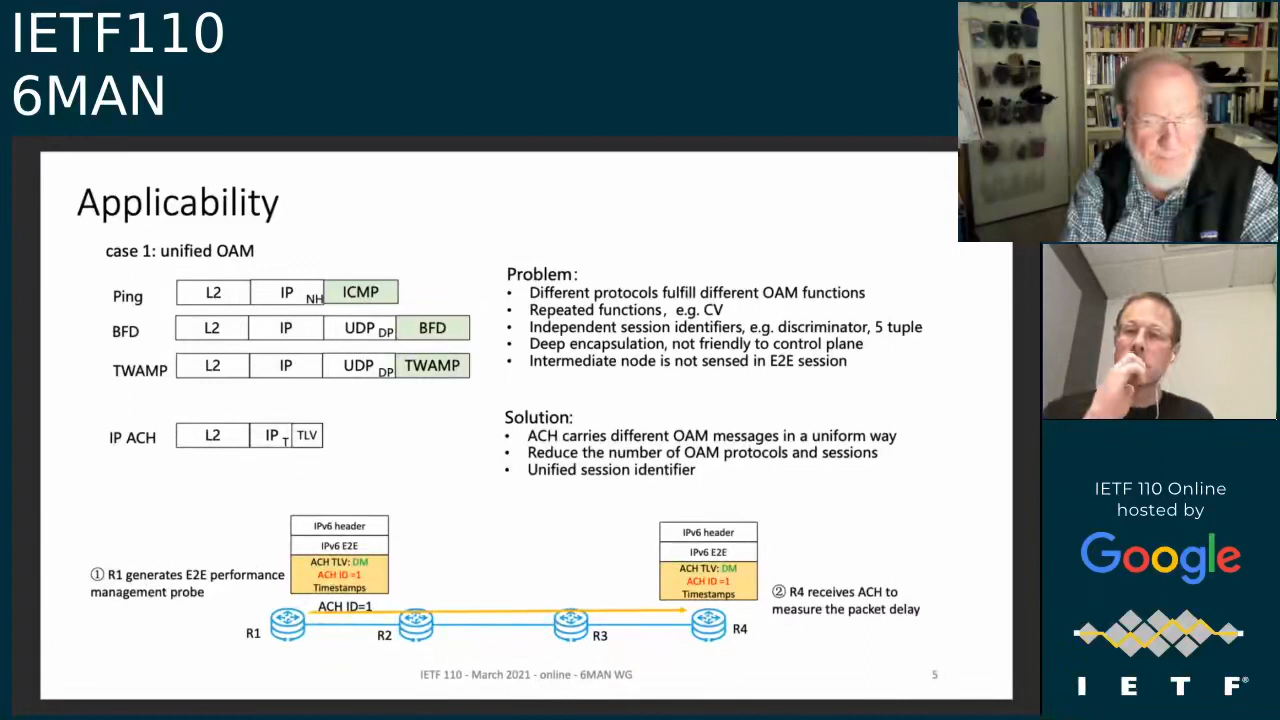 IETF110
6MAN
Applicability
case 1: unified OAM
Ping
L2
IP
NH
ICMP
BFD
L2
IP
UDP
DP
BFD
TWAMP
L2
IP
UDP
DP
TWAMP
IP ACH
L2
IP
T
TLV
Problem:
• Different protocols fulfill different OAM functions
• Repeated functions, e.g. CV
• Independent session identifiers, e.g. discriminator, 5 tuple
• Deep encapsulation, not friendly to control plane
• Intermediate node is not sensed in E2E session
Solution:
• ACH carries different OAM messages in a uniform way
• Reduce the number of OAM protocols and sessions
• Unified session identifier
IPv6 header
IPv6 E2E
ACH TLV: DM
ACH ID =1
Timestamps
① R1 generates E2E performance
management probe
ACH ID=1
R1
R2
R3
R4
IPv6 header
IPv6 E2E
ACH TLV: DM
ACH ID =1
Timestamps
② R4 receives ACH to
measure the packet delay
IETF 110 - March 2021 - online - 6MAN WG
5
IETF 110 Online
hosted by
Google
I E T F®